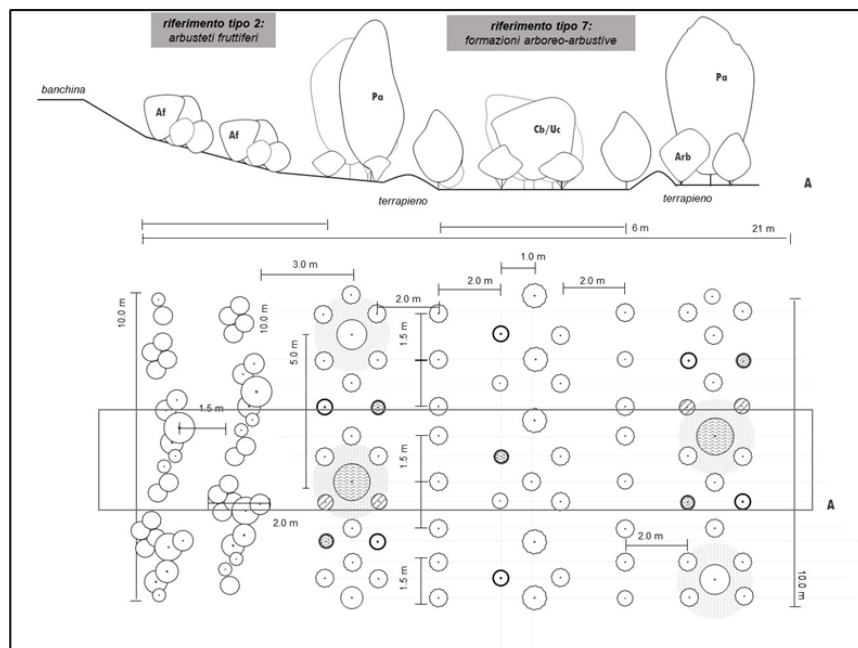 riferimento tipo 2:
arbusteti fruttiferi
riferimento tipo 7:
formazioni arboreo-arbustive
banchina
Af
Af
Pa
Cb/Uc
Pa
Arb
A
terrapieno
terrapieno
6 m
21 m
1.0 m
3.0 m
2.0 m
2.0 m
2.0 m
10.0 m
10.0 m
5.0 m
1.5 m
1.5 m
1.5 m
A
2.0 m
2.0 m
1.5 m
10.0 m